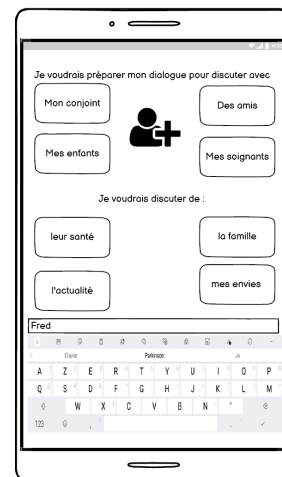 Je voudrais préparer mon dialogue pour discuter avec
Mon conjoint
Des amis
Mes enfants
Mes soignants
Je voudrais discuter de :
leur santé
la famille
l'actualité
mes envies
Fred
Clavier Parkinson Je
A Z E R T Y U I O P
Q S D F G H J K L M
W X C V B N '
123 ,